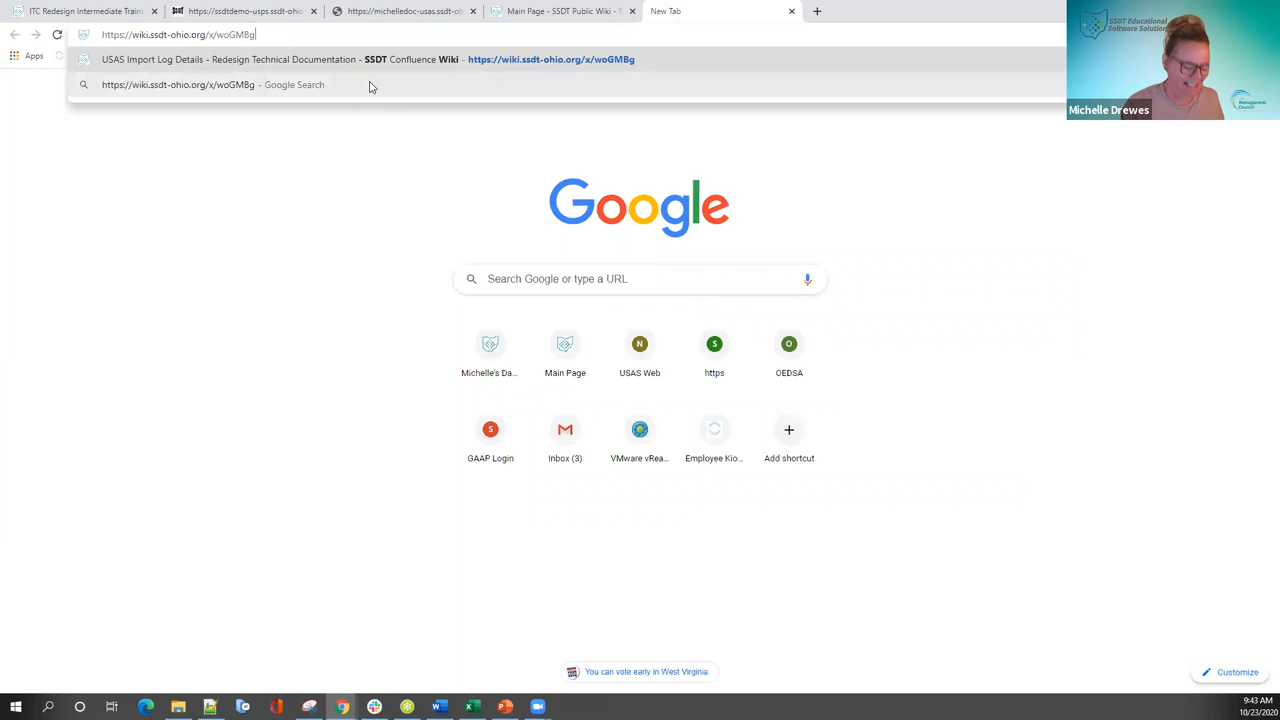 ITC Redesign Intermediate Traini
https://ssdtdemo-usps.ssdt-ohio
https://michelledoc-usas.ssdt-ob
Main Page - SSDT Public Wiki - S
New Tab
https://wiki.ssdt-ohio.org/x/woGMBg
Apps
USAS Import Log Details - Redesign Technical Documentation - SSDT Confluence Wiki - https://wiki.ssdt-ohio.org/x/woGMBg
https://wiki.ssdt-ohio.org/x/woGMBg - Google Search
SSDT Educational
Software Solutions
Management
Council
Michelle Drewes
Google
Search Google or type a URL
Michelle's Da...
Main Page
N
USAS Web
S
https
O
OEDSA
S
GAAP Login
Inbox (3)
VMware vRea...
Employee Kio...
Add shortcut
You can vote early in West Virginia
Customize
9:43 AM
10/23/2020